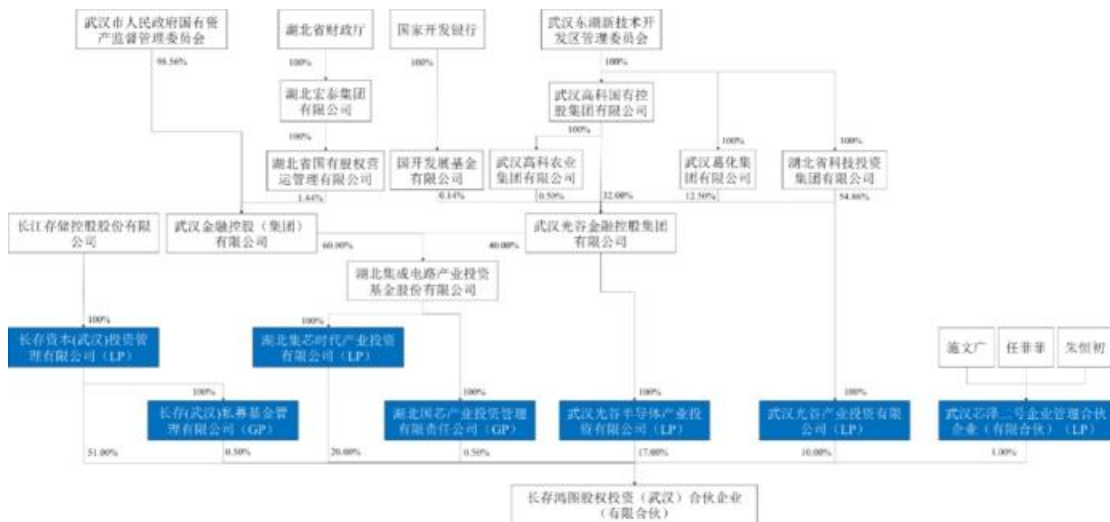 武汉市人民政府国有资
产监督管理委员会
湖北省财政厅
国家开发银行
武汉东湖新技术开
发区管理委员会
98.56%
100%
100%
100%
湖北宏泰集团
有限公司
武汉高科国有控
股集团有限公司
100%
100%
100%
100%
湖北省国有股权营
运管理有限公司
国开发展基金
有限公司
武汉高科农业
集团有限公司
武汉葛化集
团有限公司
湖北省科技投资
集团有限公司
1.44%
0.14%
0.50%
32.00%
12.50%
54.86%
长江存储控股股份有限
公司
武汉金融控股（集团）
有限公司
武汉光谷金融控股集团
有限公司
60.00%
40.00%
湖北集成电路产业投资
基金股份有限公司
100%
100%
长存资本(武汉)投资管
理有限公司（LP）
湖北集芯时代产业投资
有限公司（LP）
施文广
任菲菲
朱恒初
100%
100%
100%
100%
长存(武汉)私募基金管
理有限公司（GP）
湖北国芯产业投资管理
有限责任公司（GP）
武汉光谷半导体产业投
资有限公司（LP）
武汉光谷产业投资有限
公司（LP）
武汉芯洋二号企业管理合伙
企业（有限合伙）（LP）
51.00%
0.50%
20.00%
0.50%
17.00%
10.00%
1.00%
长存鸿图股权投资（武汉）合伙企业
（有限合伙）